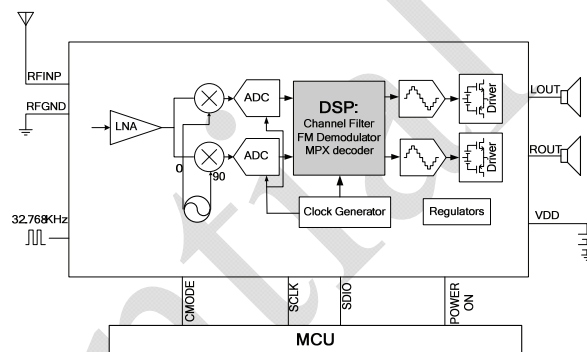 RFINP
RFGND
LNA
ADC
ADC
0
90
DSP:
Channel Filter
FM Demodulator
MPX decoder
Driver
Driver
LOUT
ROUT
Clock Generator
Regulators
VDD
32.768KHz
CMODE
SCLK
SDIO
POWER
ON
MCU